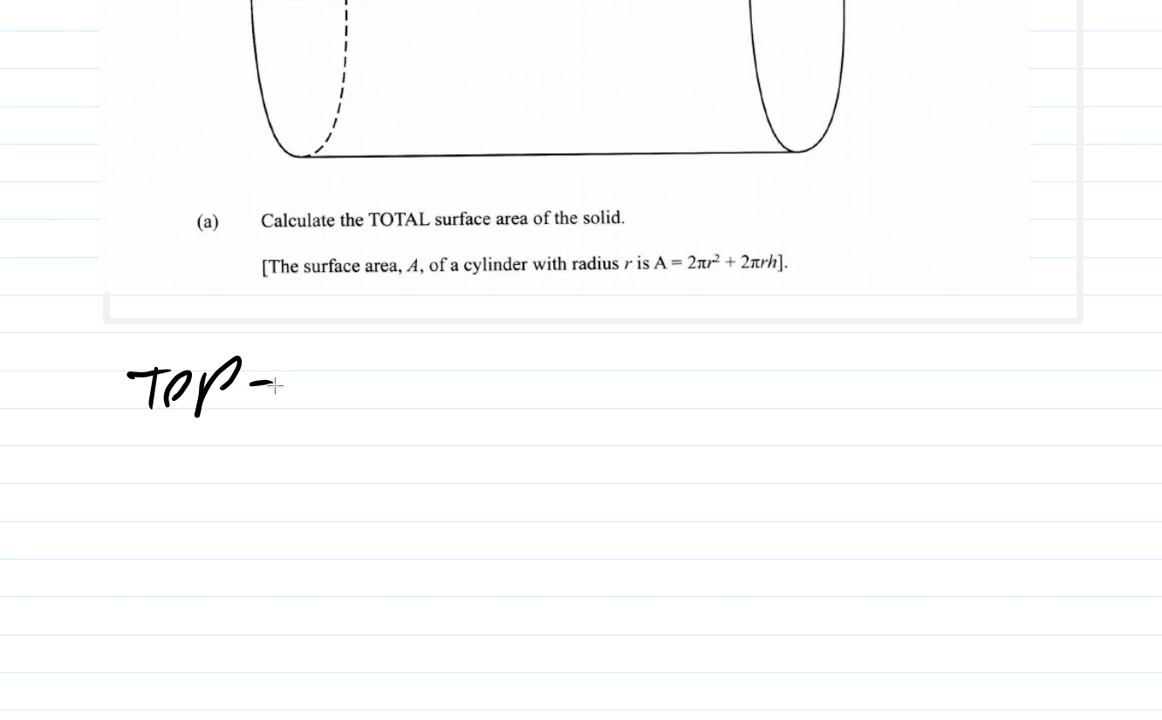 (a) Calculate the TOTAL surface area of the solid.
[The surface area, A, of a cylinder with radius r is A = 2πr² + 2πrh].
TOP -